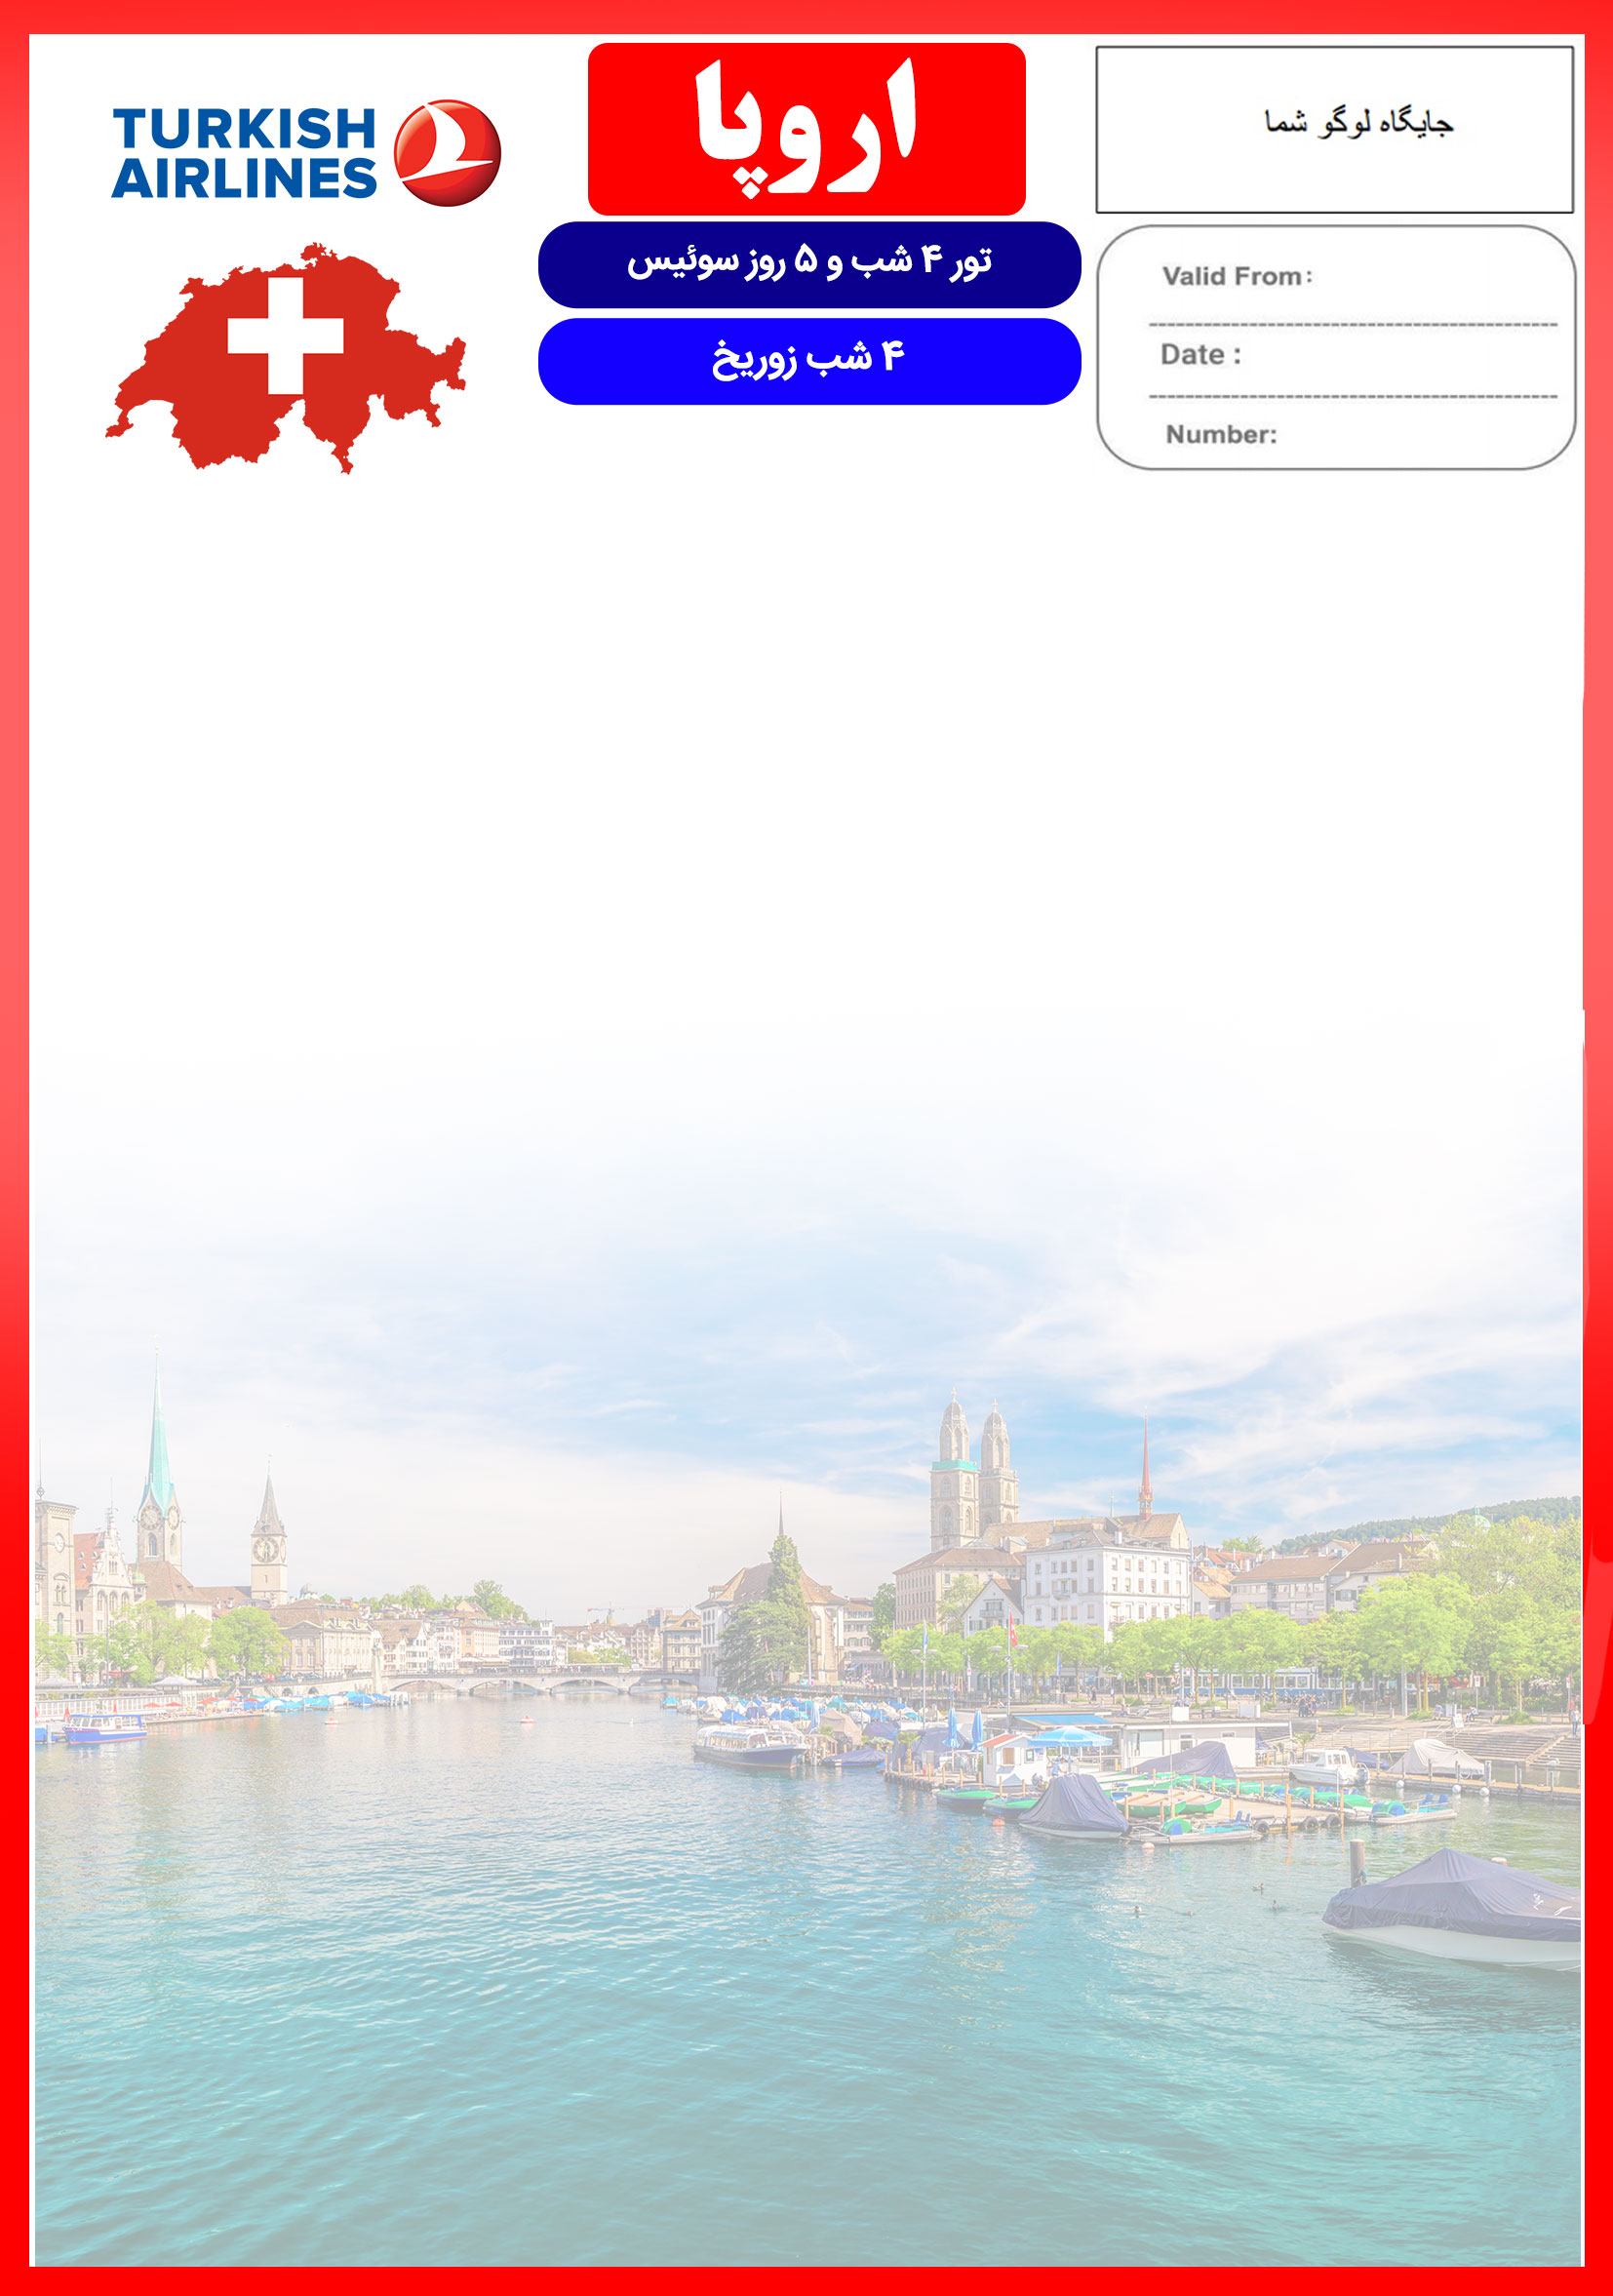 TURKISH
AIRLINES
اروپا
تور ۴ شب و ۵ روز سوئیس
۴ شب زوریخ
جایگاه لوگو شما
Valid From:
Date :
Number: